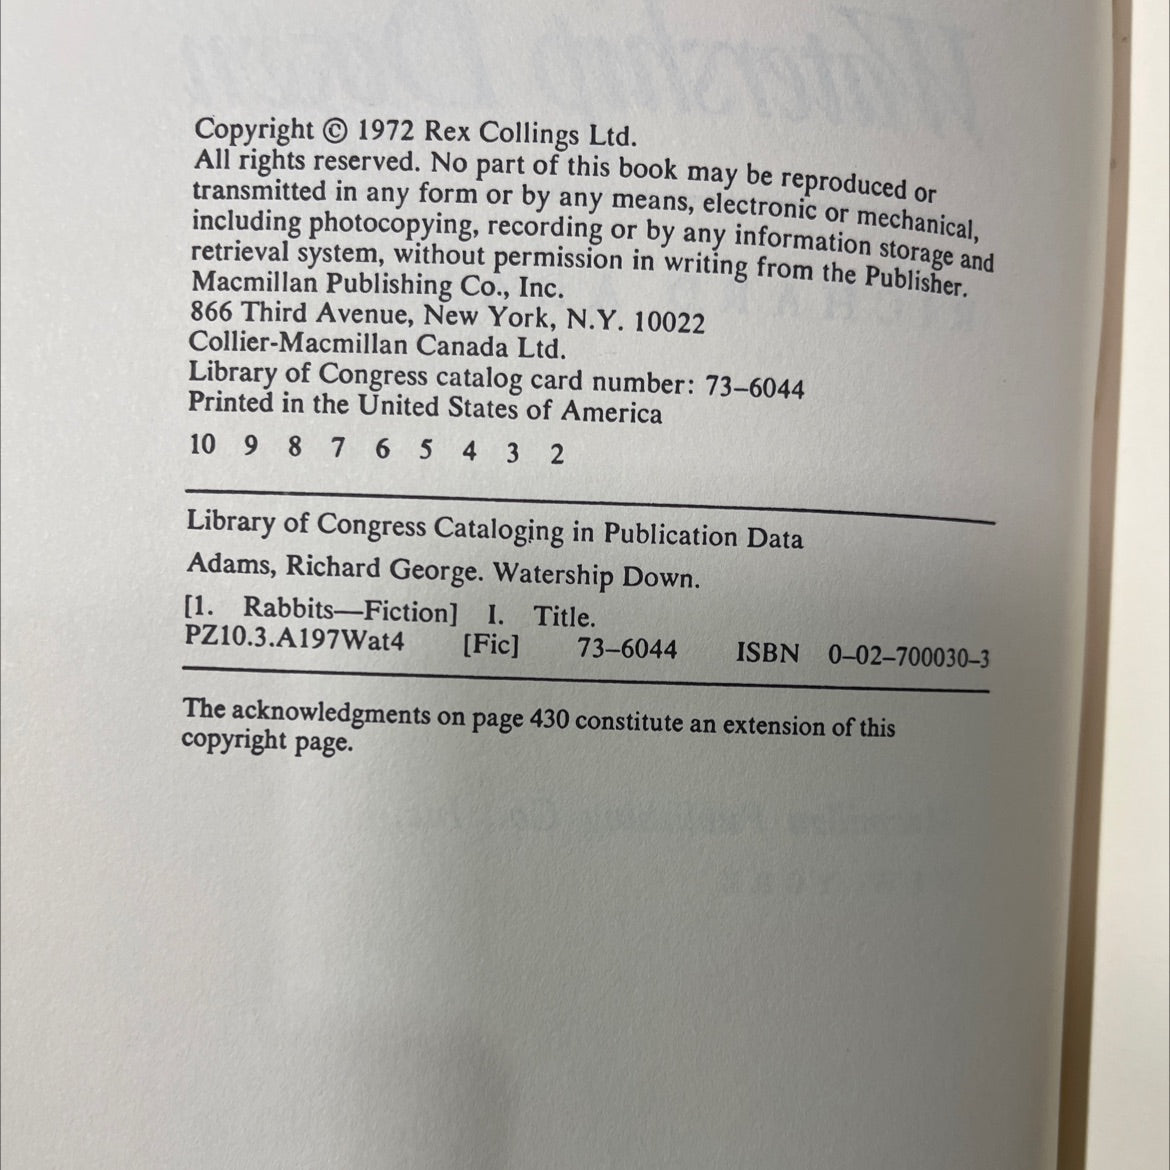 Copyright © 1972 Rex Collings Ltd.
All rights reserved. No part of this book may be reproduced or
transmitted in any form or by any means, electronic or mechanical,
including photocopying, recording or by any information storage and
retrieval system, without permission in writing from the Publisher.
Macmillan Publishing Co., Inc.
866 Third Avenue, New York, N.Y. 10022
Collier-Macmillan Canada Ltd.
Library of Congress catalog card number: 73–6044
Printed in the United States of America
10 9 8 7 6 5 4 3 2
Library of Congress Cataloging in Publication Data
Adams, Richard George. Watership Down.
[1. Rabbits—Fiction] I. Title.
PZ10.3.A197Wat4 [Fic] 73–6044 ISBN 0–02–700030–3
The acknowledgments on page 430 constitute an extension of this
copyright page.